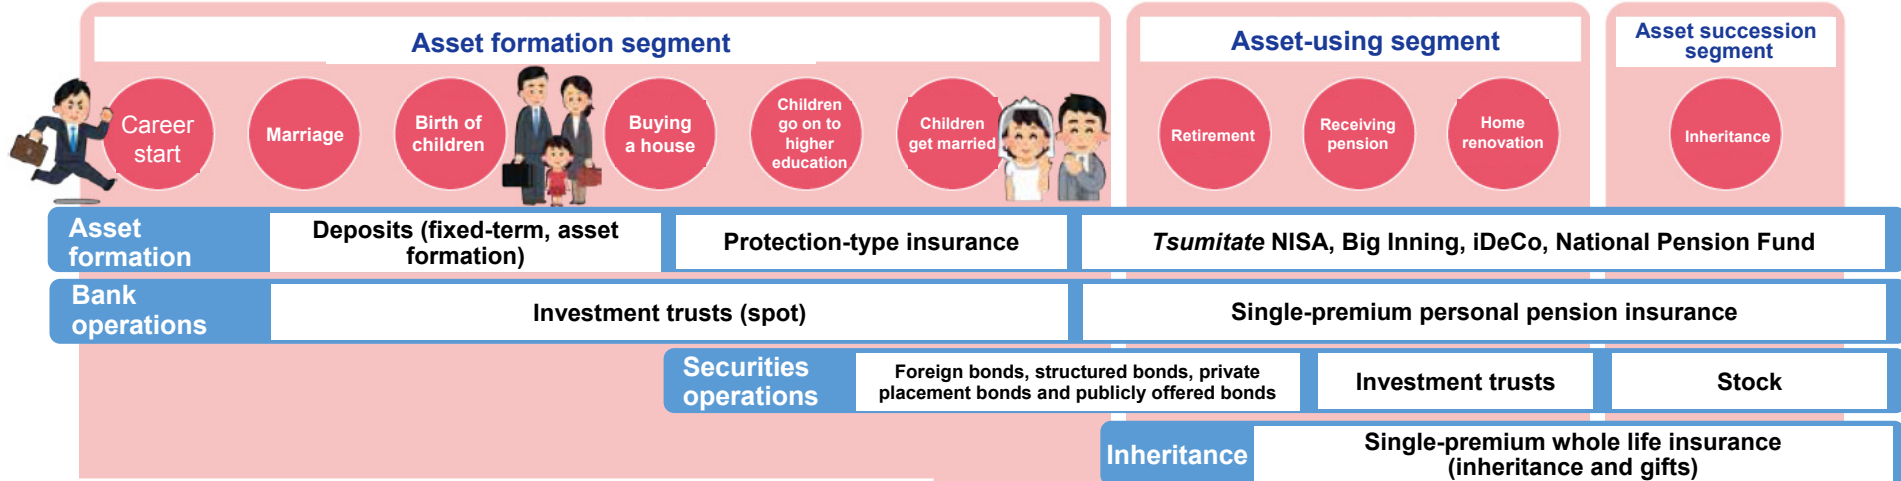 Asset formation segment
Asset-using segment
Asset succession
segment
Career
start
Marriage
Birth of
children
Buying
a house
Children
go on to
higher
education
Children
get married
Retirement
Receiving
pension
Home
renovation
Inheritance
Asset
formation
Deposits (fixed-term, asset
formation)
Protection-type insurance
Tsumitate NISA, Big Inning, iDeCo, National Pension Fund
Bank
operations
Investment trusts (spot)
Single-premium personal pension insurance
Securities
operations
Foreign bonds, structured bonds, private
placement bonds and publicly offered bonds
Investment trusts
Stock
Inheritance
Single-premium whole life insurance
(inheritance and gifts)